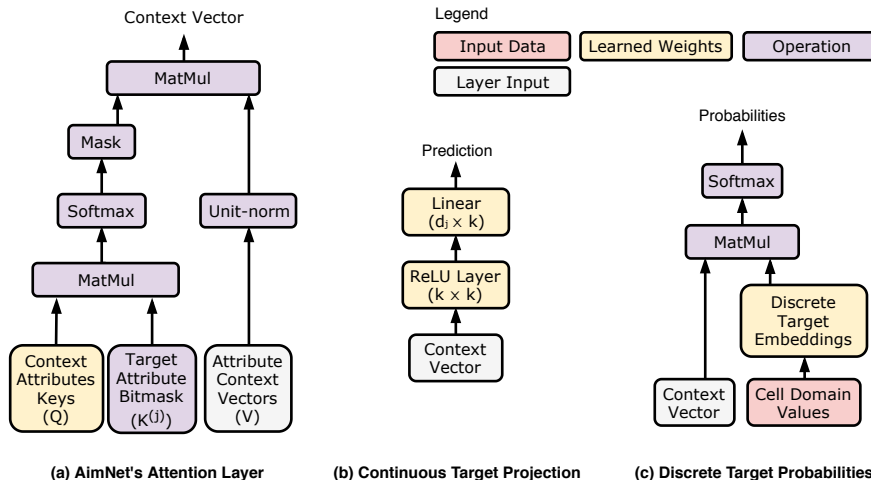 Context Vector
MatMul
Mask
Softmax
Unit-norm
MatMul
Context
Attributes
Keys
(Q)
Target
Attribute
Bitmask
(K(j))
Attribute
Context
Vectors
(V)
(a) AimNet's Attention Layer
Legend
Input Data
Learned Weights
Operation
Layer Input
Prediction
Linear
(dj × k)
ReLU Layer
(k × k)
Context
Vector
(b) Continuous Target Projection
Probabilities
Softmax
MatMul
Discrete
Target
Embeddings
Context
Vector
Cell Domain
Values
(c) Discrete Target Probabilities